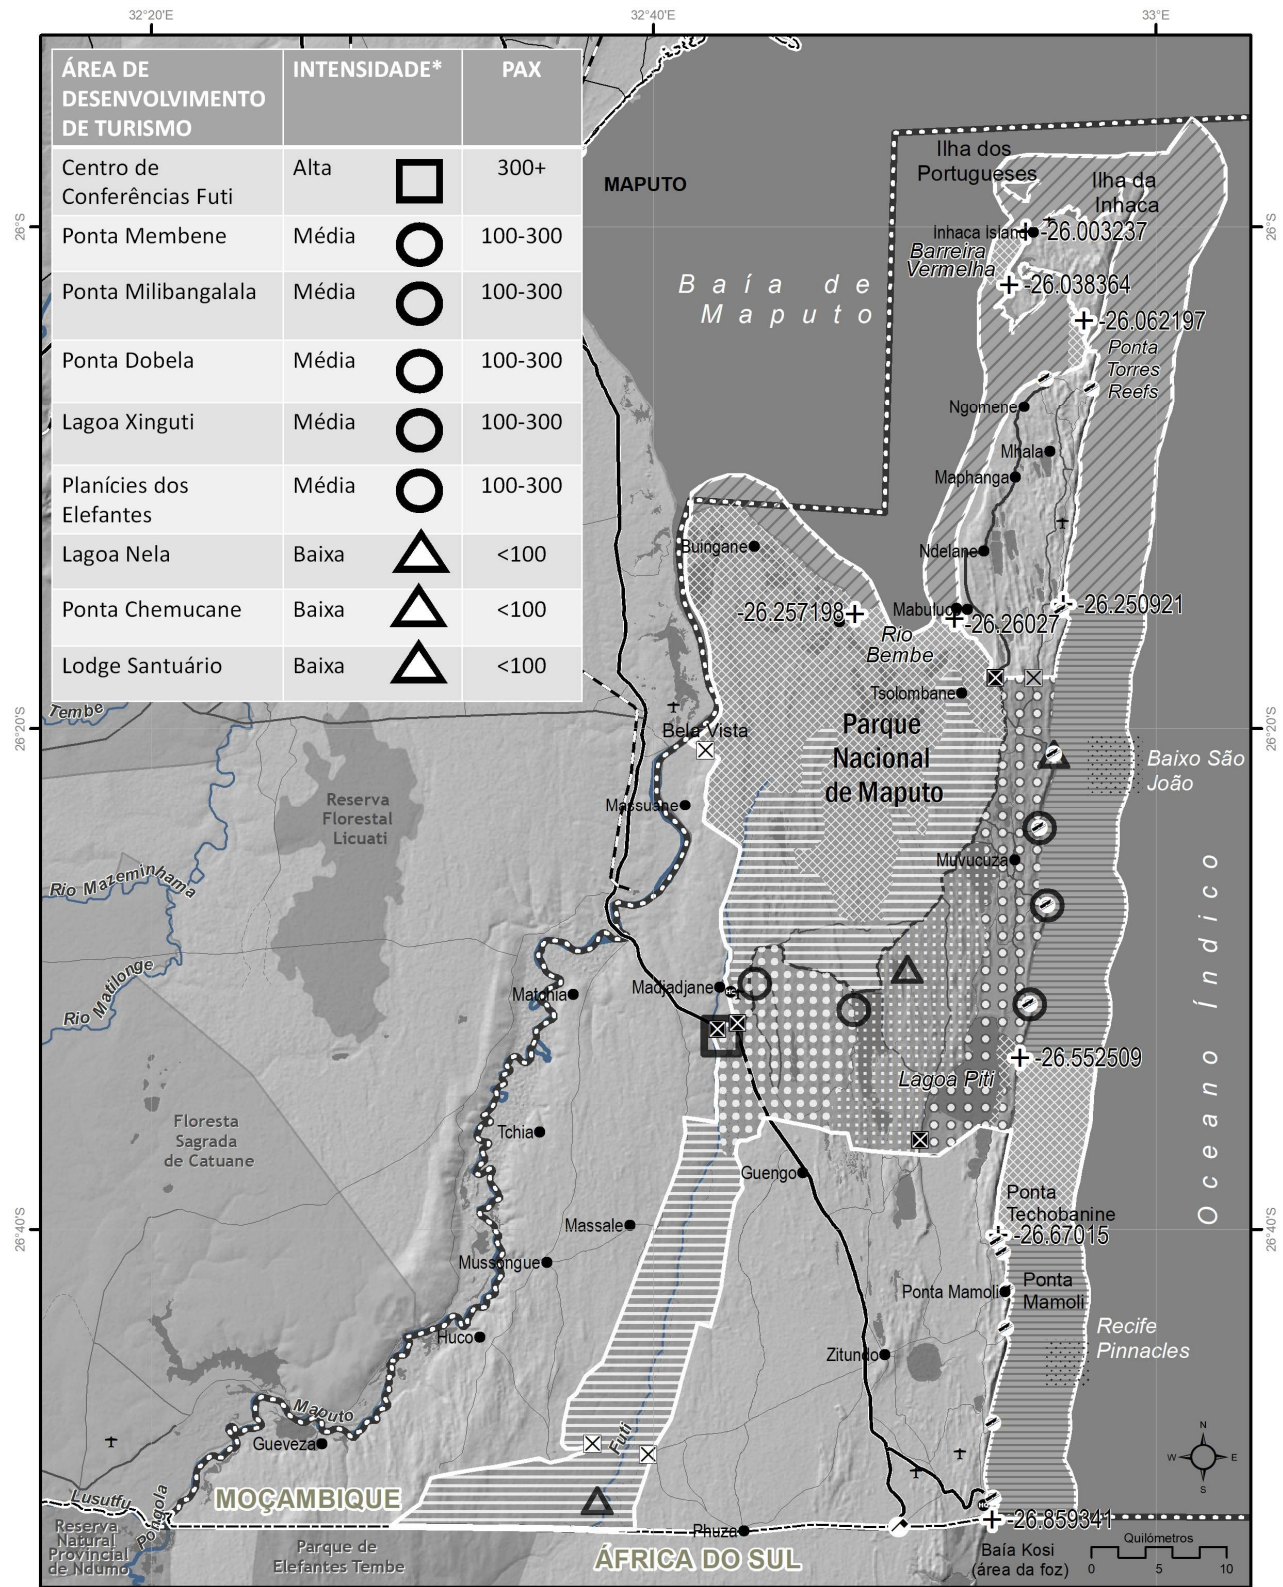 32°20'E
32°40'E
33°E
ÁREA DE
DESENVOLVIMENTO
DE TURISMO
INTENSIDADE*
PAX
Centro de
Conferências Futi
Alta
300+
Ponta Membene
Média
100-300
Ponta Milibangalala
Média
100-300
Ponta Dobela
Média
100-300
Lagoa Xinguti
Média
100-300
Planícies dos
Elefantes
Média
100-300
Lagoa Nela
Baixa
<100
Ponta Chemucane
Baixa
<100
Lodge Santuário
Baixa
<100
MAPUTO
Ilha dos
Portugueses
Ilha da
Inhaca
26°S
26°S
Inhaca Island
-26.003237
Barreira
Vermelha
-26.038364
Baía de
Maputo
-26.062197
Ponta
Torres
Reefs
Ngomene
Mhala
Maphanga
Buingane
Ndelane
-26.257198
Mabuluo
-26.26027
-26.250921
Rio
Bembe
Tsolombane
Tembe
26°20'S
26°20'S
Bela Vista
Parque
Nacional
de Maputo
Baixo São
João
Reserva
Florestal
Licuati
Massuane
Muvucuza
Rio Mazeminhama
Oceano Índico
Rio Matilonge
Matonia
Madjadjane
-26.552509
Lagoa Piti
Floresta
Sagrada
de Catuane
Tchia
Guengo
Ponta
Techobanine
26°40'S
26°40'S
Massale
-26.67015
Mussongue
Ponta Mamoli
Ponta
Mamoli
Huco
Zitundo
Recife
Pinnacles
Maputo
Gueveza
Futi
N
W
E
S
Lusutfu
Pongola
MOÇAMBIQUE
-26.859341
Reserva
Natural
Provincial
de Ndumo
Parque de
Elefantes Tembe
Phuza
ÁFRICA DO SUL
Baía Kosi
(área da foz)
Quilómetros
0
5
10